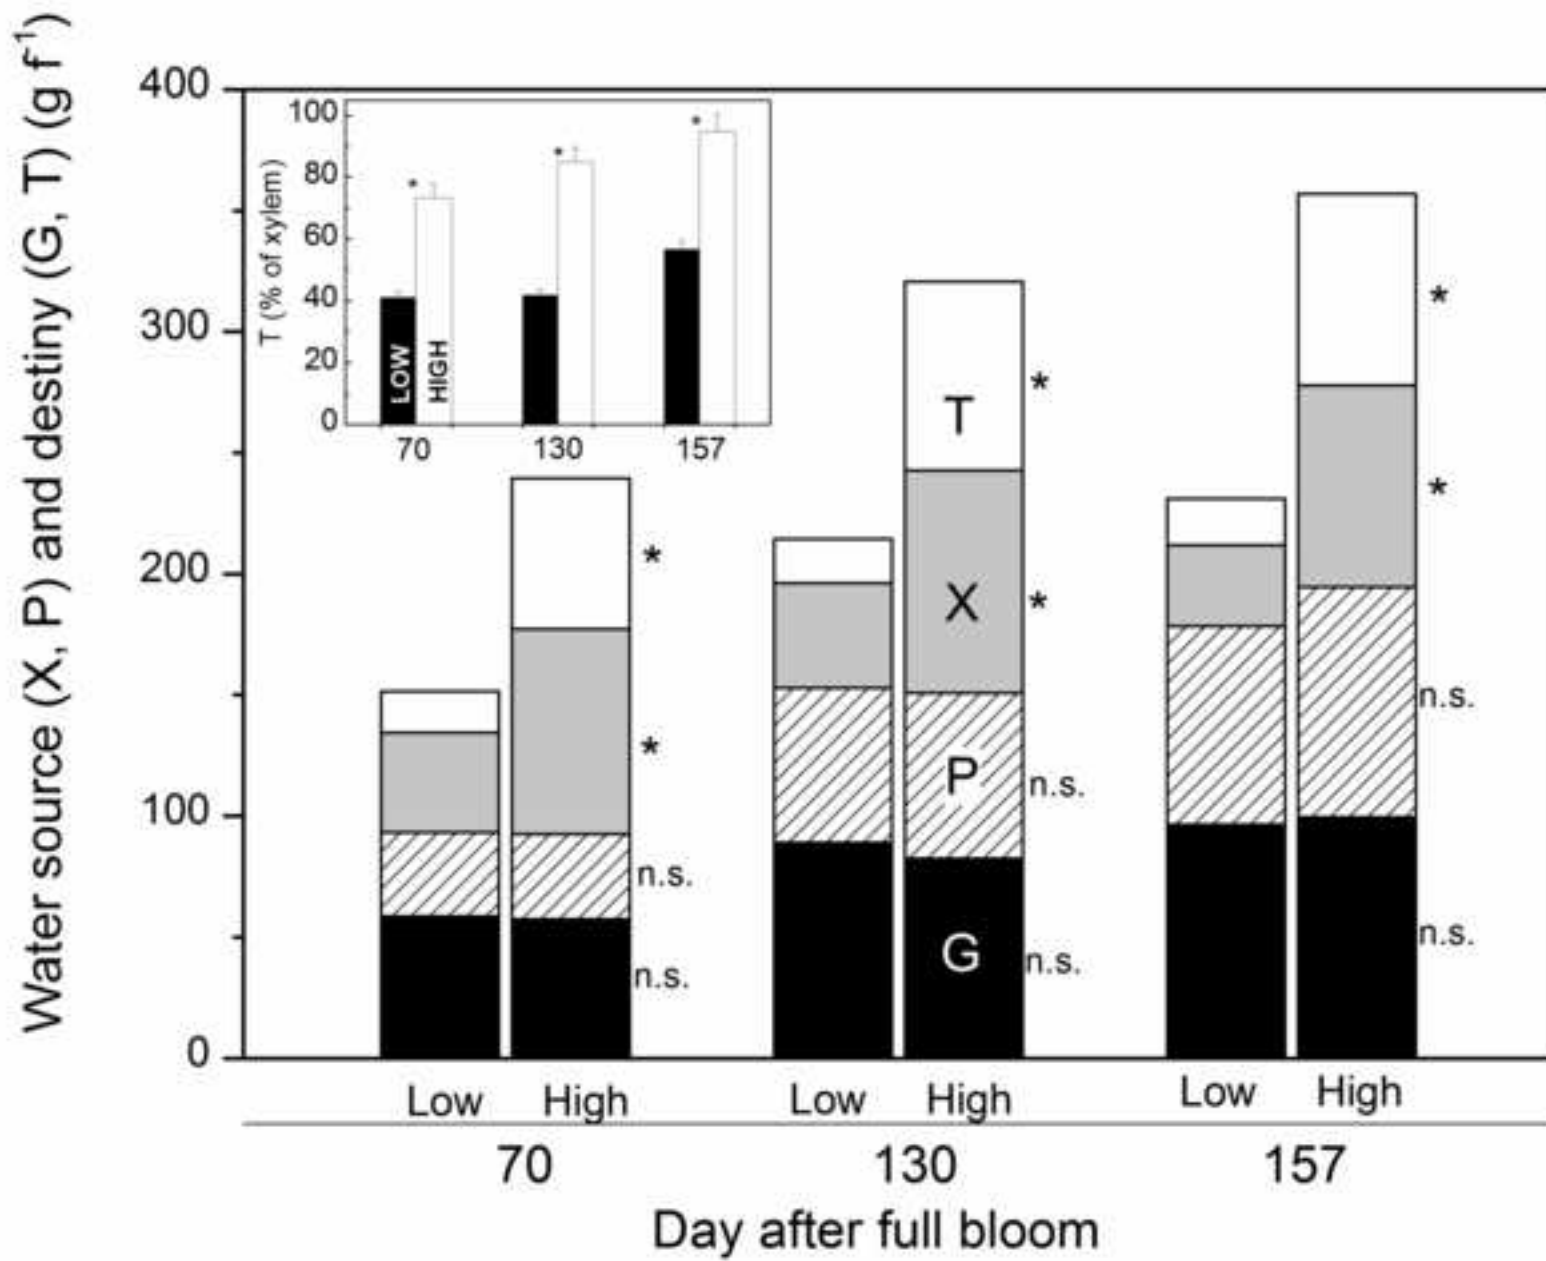 Water source (X, P) and destiny (G, T) (g f⁻¹)
400
300
200
100
0
T (% of xylem)
100
80
60
40
20
0
* * *
LOW HIGH
70 130 157
T
X
P
G
*
*
n.s.
n.s.
*
*
n.s.
n.s.
*
*
n.s.
n.s.
Low High Low High Low High
70 130 157
Day after full bloom